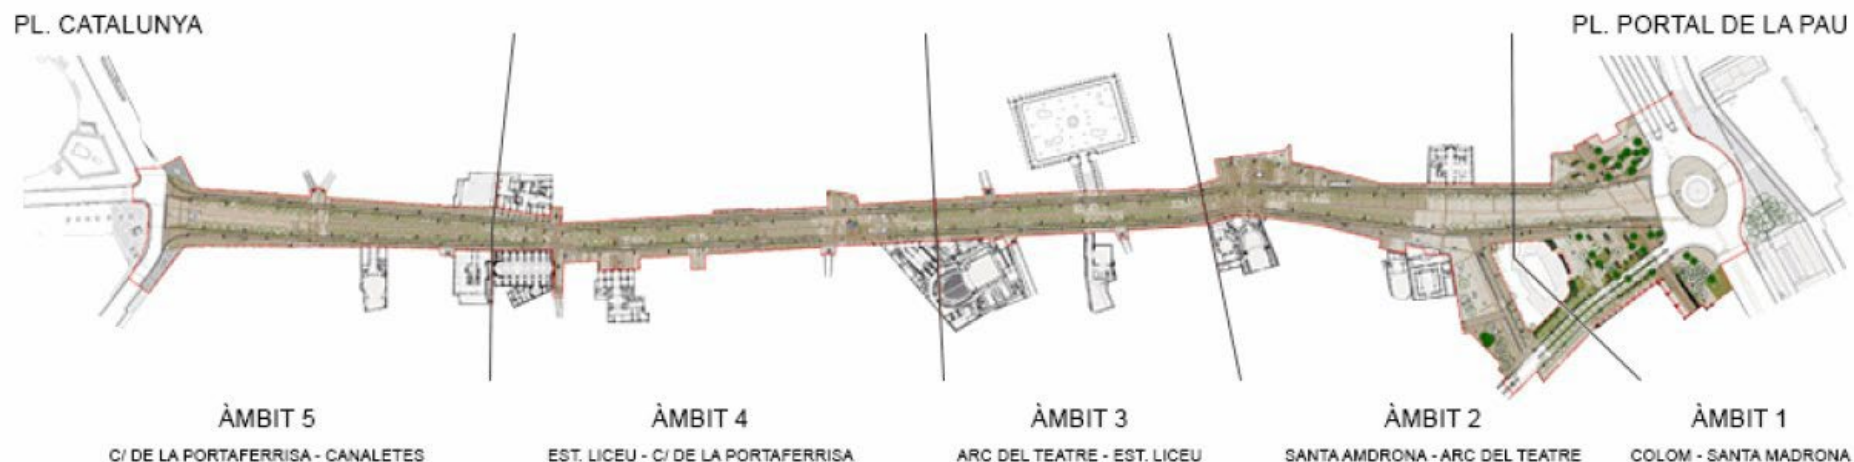 PL. CATALUNYA
PL. PORTAL DE LA PAU
ÀMBIT 5
ÀMBIT 4
ÀMBIT 3
ÀMBIT 2
ÀMBIT 1
C/ DE LA PORTAFERRISA - CANALETES
EST. LICEU - C/ DE LA PORTAFERRISA
ARC DEL TEATRE - EST. LICEU
SANTA AMDRONA - ARC DEL TEATRE
COLOM - SANTA MADRONA